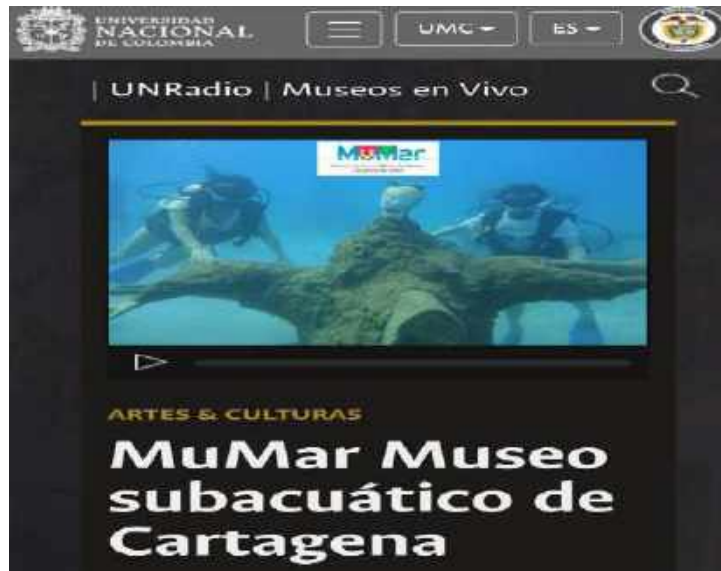 UNIVERSIDAD
NACIONAL
DE COLOMBIA
UMC
ES
| UNRadio | Museos en Vivo
MuMar
ARTES & CULTURAS
MuMar Museo
subacuático de
Cartagena